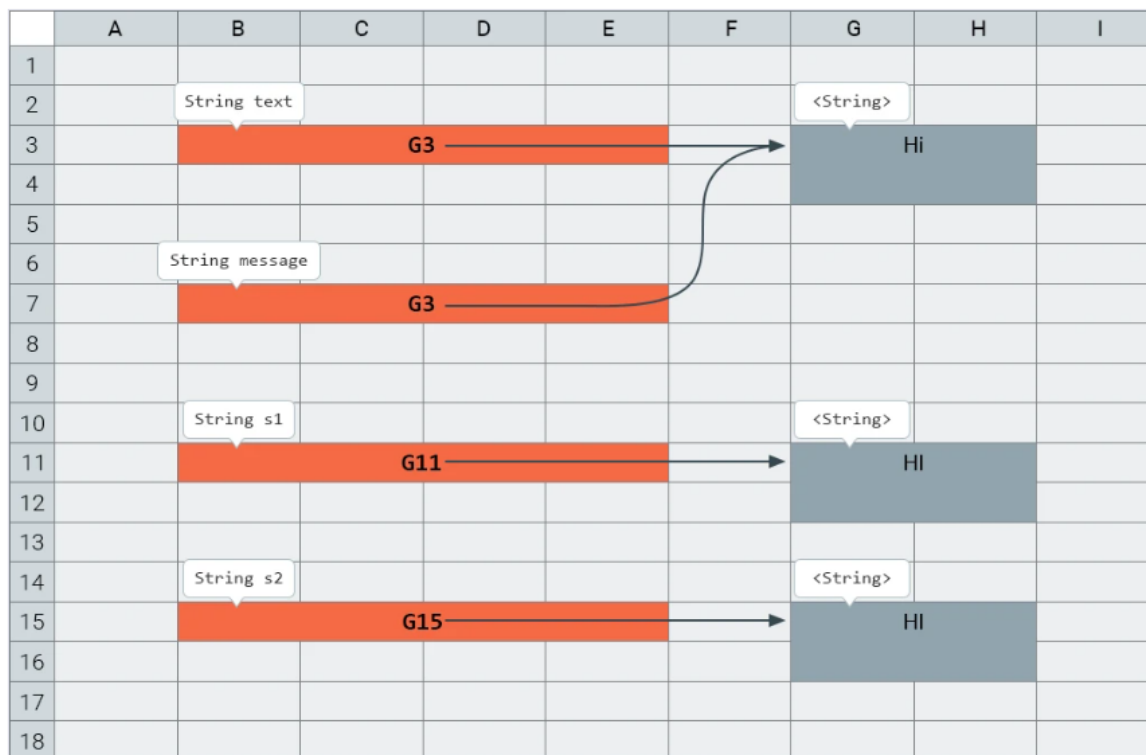 A B C D E F G H I
1
2 String text <String>
3 G3 Hi
4
5
6 String message
7 G3
8
9
10 String s1 <String>
11 G11 HI
12
13
14 String s2 <String>
15 G15 HI
16
17
18